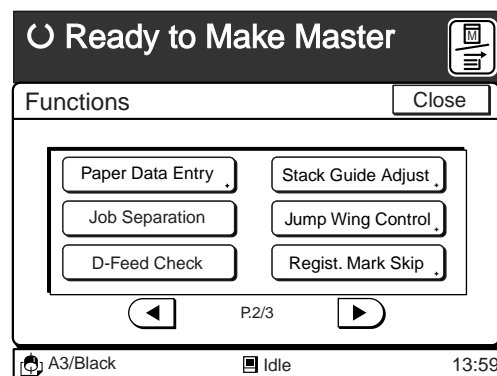 Ready to Make Master
M
Functions
Close
Paper Data Entry
Stack Guide Adjust
Job Separation
Jump Wing Control
D-Feed Check
Regist. Mark Skip
P.2/3
A3/Black
Idle
13:59